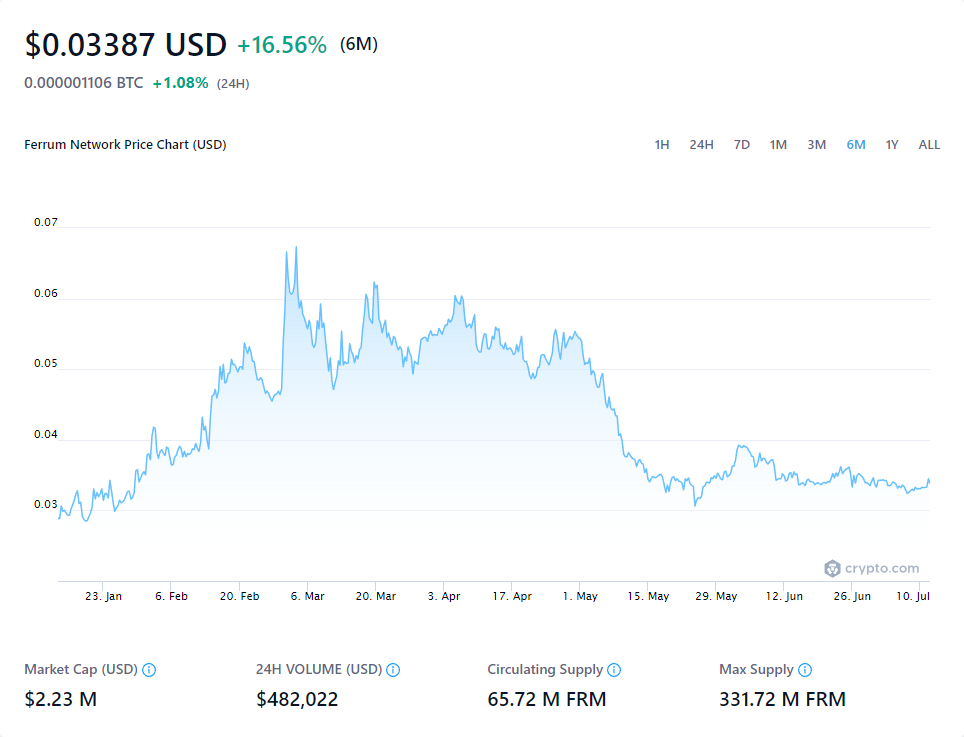 $0.03387 USD +16.56% (6M)
0.000001106 BTC +1.08% (24H)
Ferrum Network Price Chart (USD) 1H 24H 7D 1M 3M 6M 1Y ALL
0.07
0.06
0.05
0.04
0.03
crypto.com
23. Jan 6. Feb 20. Feb 6. Mar 20. Mar 3. Apr 17. Apr 1. May 15. May 29. May 12. Jun 26. Jun 10. Jul
Market Cap (USD) 24H VOLUME (USD) Circulating Supply Max Supply
$2.23 M $482,022 65.72 M FRM 331.72 M FRM